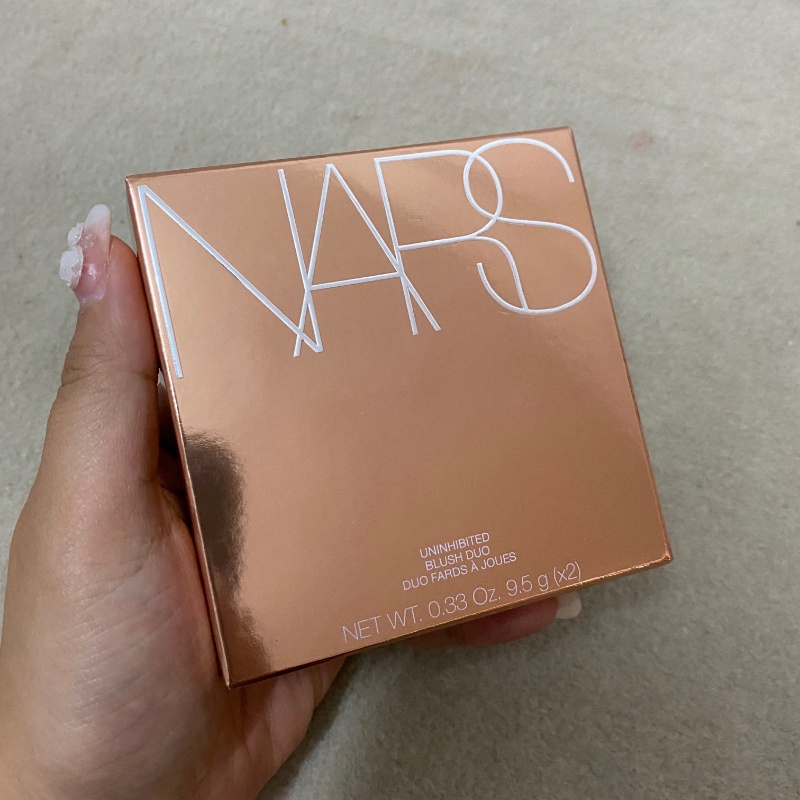 NARS
UNINHIBITED
BLUSH DUO
DUO FARDS À JOUES
NET WT. 0.33 Oz. 9.5 g (x2)